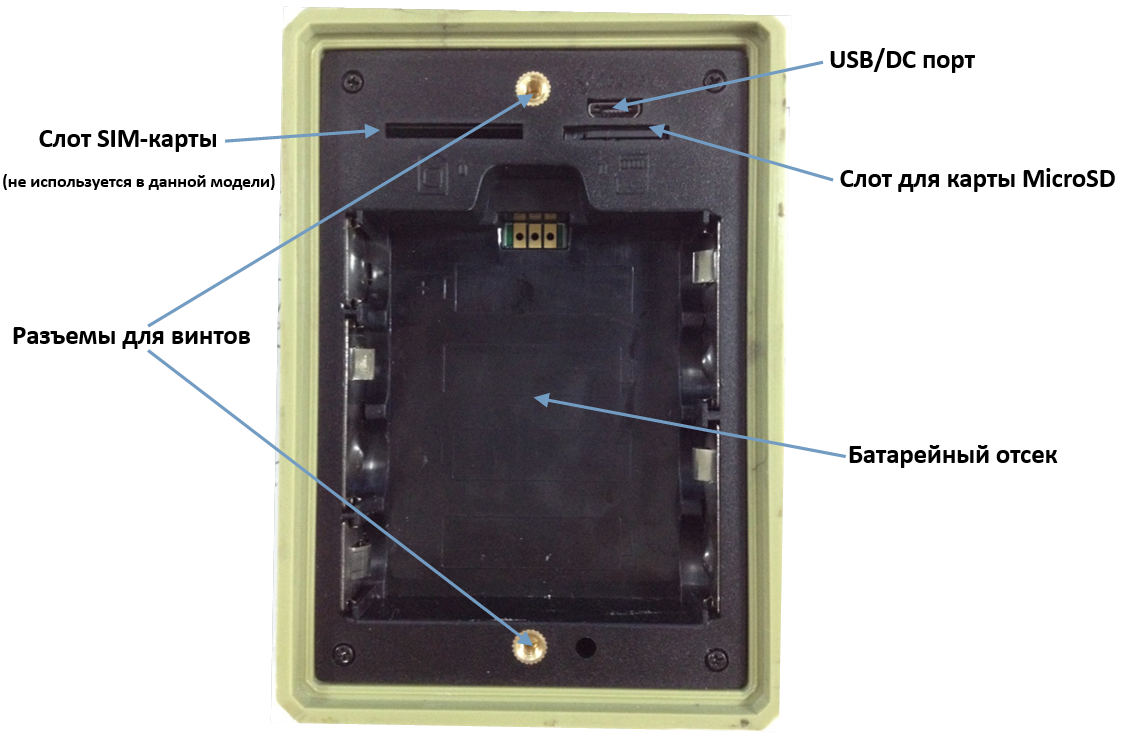 USB/DC порт
Слот SIM-карты
(не используется в данной модели)
Слот для карты MicroSD
Разъемы для винтов
Батарейный отсек